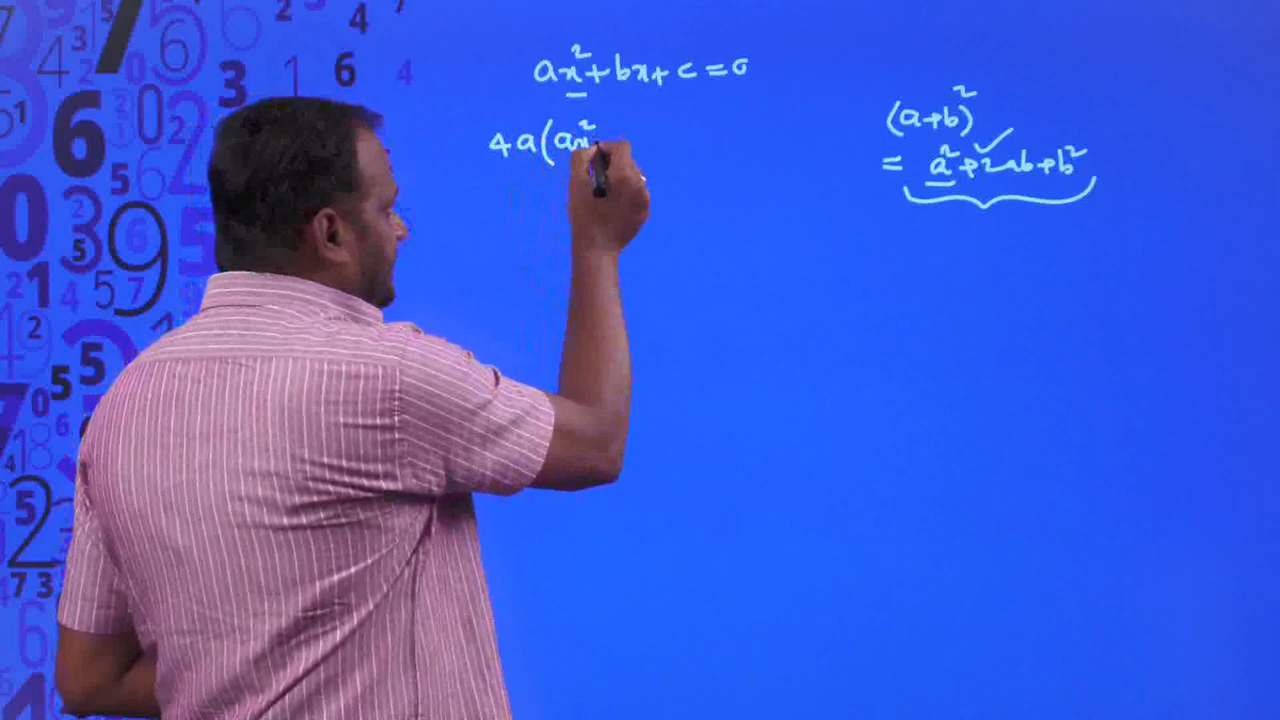 ax² + bx + c = 0
4a(ax²
(a+b)²
= a² + 2ab + b²